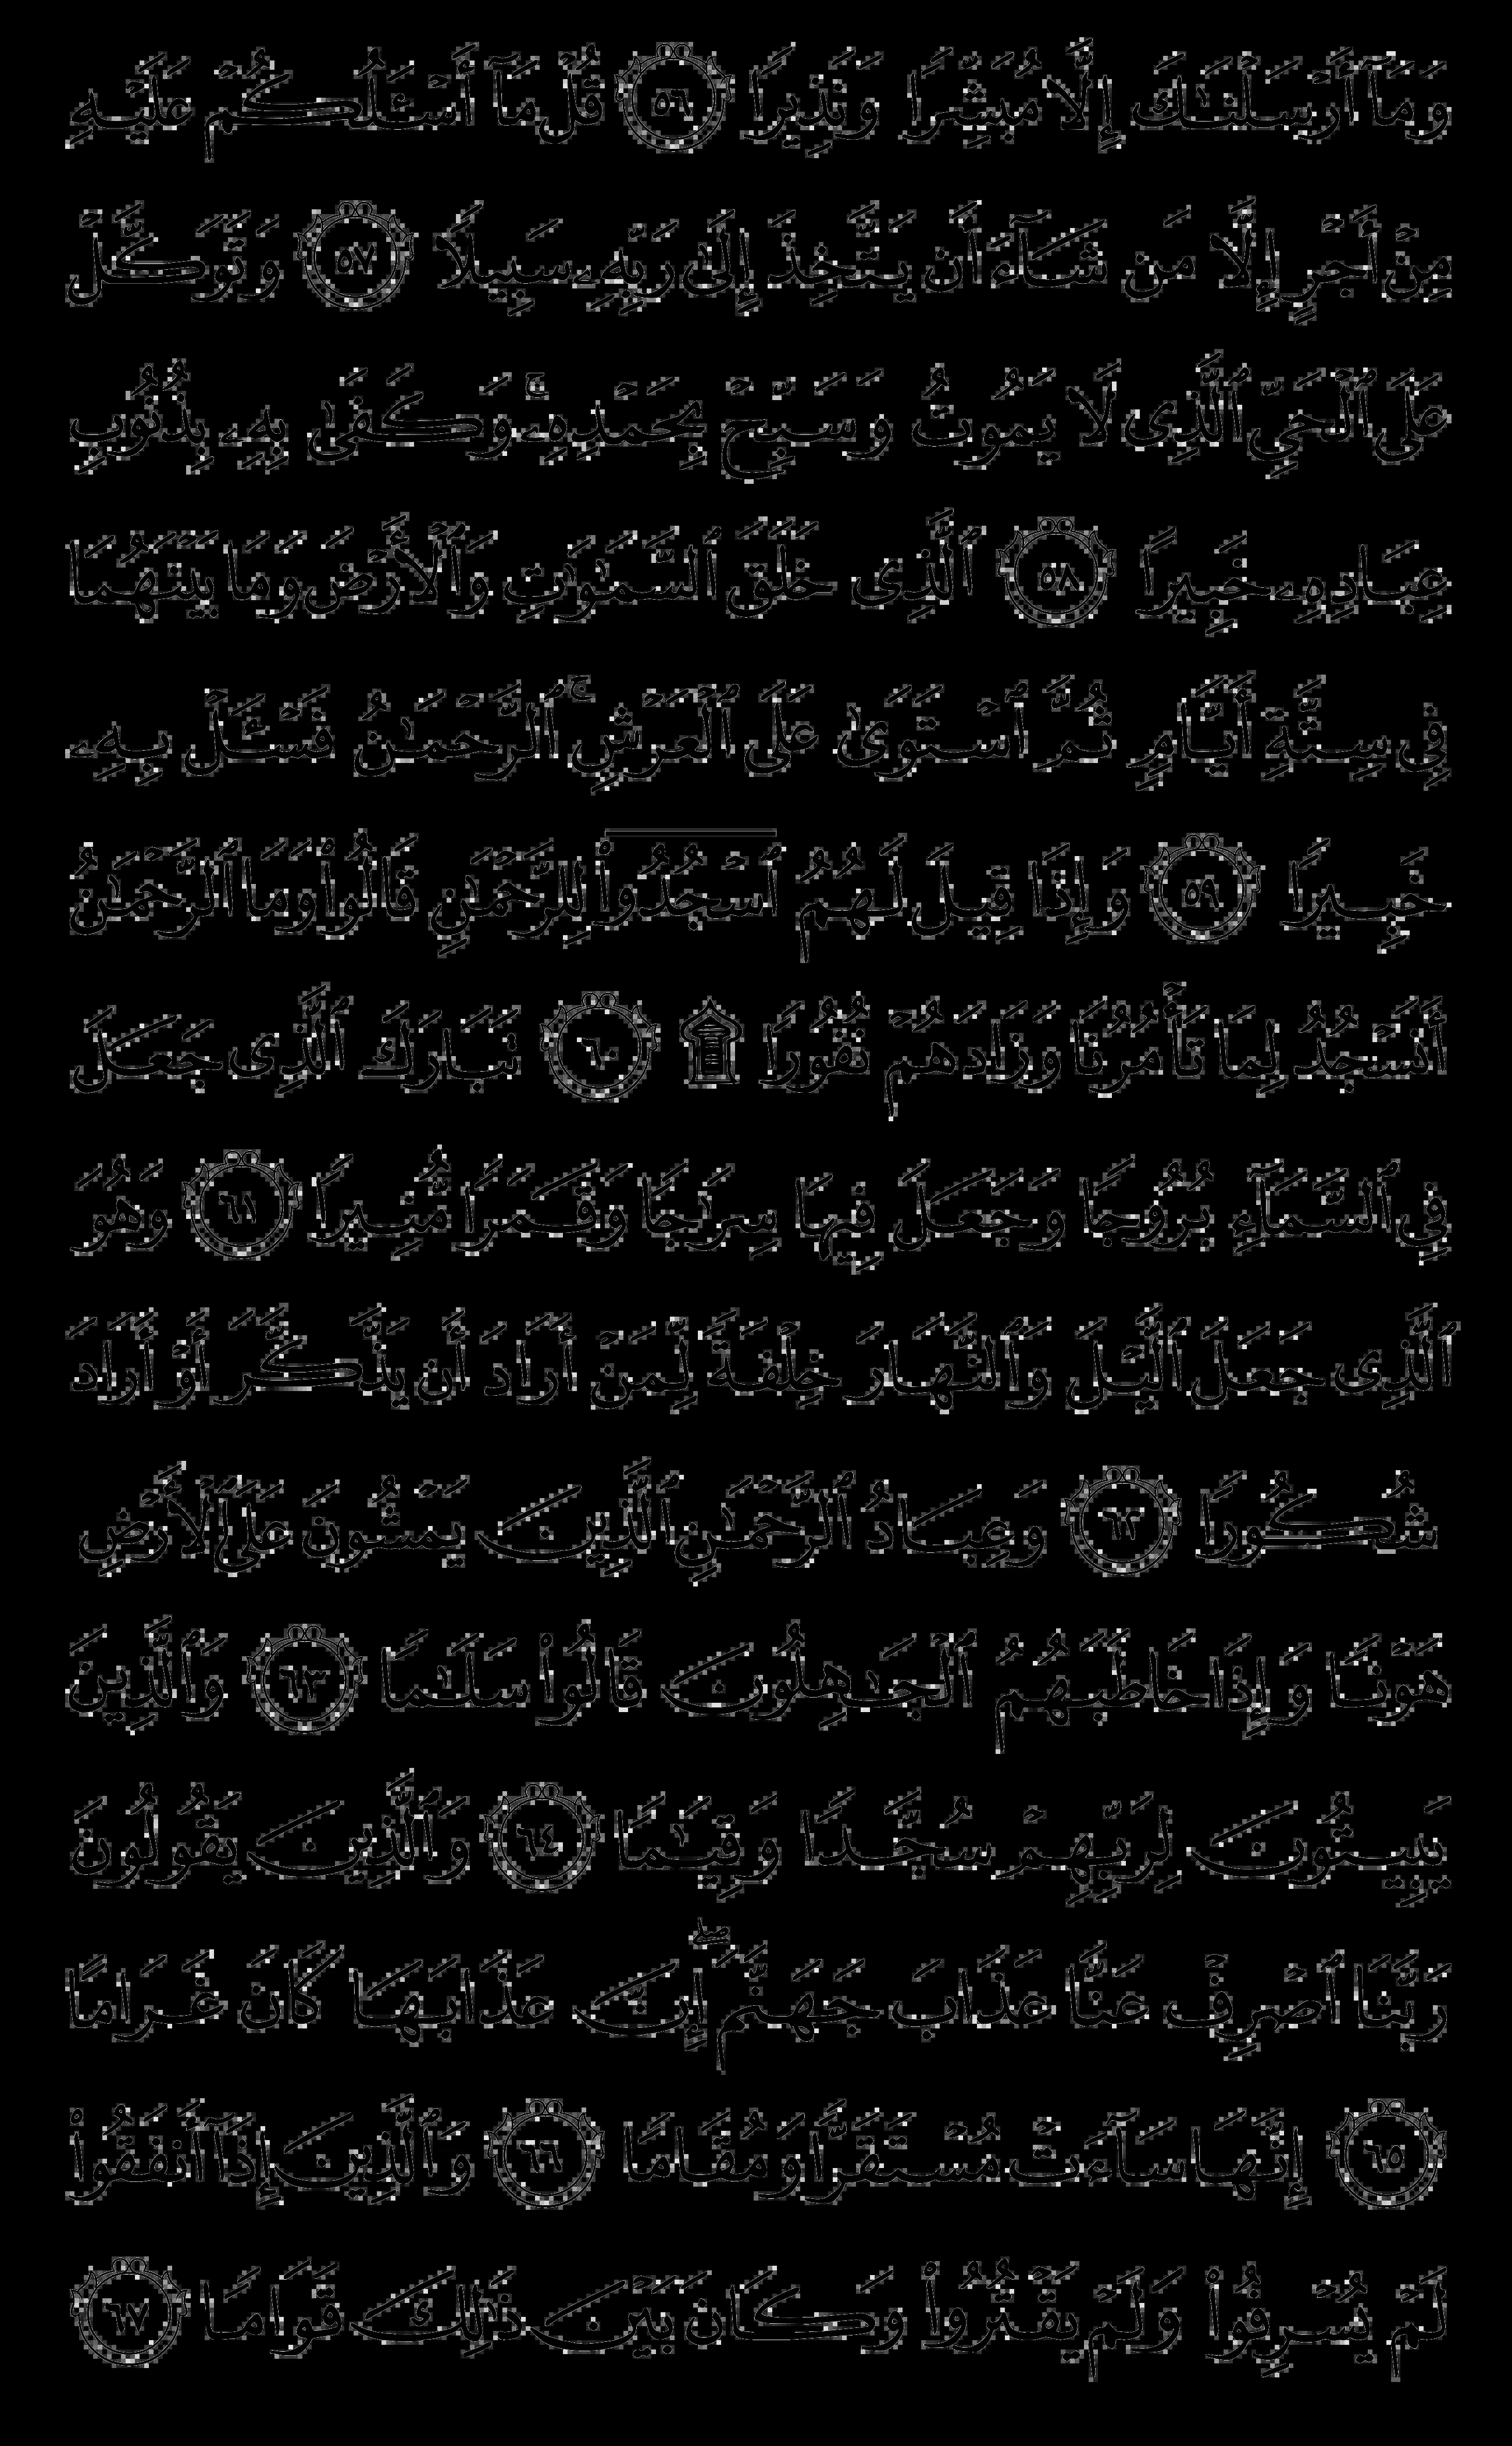 وَمَآ أَرْسَلْنَـٰكَ إِلَّا مُبَشِّرًا وَنَذِيرًا ٥٦ قُلْ مَآ أَسْـَٔلُكُمْ عَلَيْهِ
مِنْ أَجْرٍ إِلَّا مَن شَآءَ أَن يَتَّخِذَ إِلَىٰ رَبِّهِۦ سَبِيلًا ٥٧ وَتَوَكَّلْ
عَلَى ٱلْحَىِّ ٱلَّذِى لَا يَمُوتُ وَسَبِّحْ بِحَمْدِهِۦ ۚ وَكَفَىٰ بِهِۦ بِذُنُوبِ
عِبَادِهِۦ خَبِيرًا ٥٨ ٱلَّذِى خَلَقَ ٱلسَّمَـٰوَٰتِ وَٱلْأَرْضَ وَمَا بَيْنَهُمَا
فِى سِتَّةِ أَيَّامٍ ثُمَّ ٱسْتَوَىٰ عَلَى ٱلْعَرْشِ ۚ ٱلرَّحْمَـٰنُ فَسْـَٔلْ بِهِۦ
خَبِيرًا ٥٩ وَإِذَا قِيلَ لَهُمُ ٱسْجُدُوا۟ لِلرَّحْمَـٰنِ قَالُوا۟ وَمَا ٱلرَّحْمَـٰنُ
أَنَسْجُدُ لِمَا تَأْمُرُنَا وَزَادَهُمْ نُفُورًا ۩ ٦٠ تَبَارَكَ ٱلَّذِى جَعَلَ
فِى ٱلسَّمَآءِ بُرُوجًا وَجَعَلَ فِيهَا سِرَٰجًا وَقَمَرًا مُّنِيرًا ٦١ وَهُوَ
ٱلَّذِى جَعَلَ ٱلَّيْلَ وَٱلنَّهَارَ خِلْفَةً لِّمَنْ أَرَادَ أَن يَذَّكَّرَ أَوْ أَرَادَ
شُكُورًا ٦٢ وَعِبَادُ ٱلرَّحْمَـٰنِ ٱلَّذِينَ يَمْشُونَ عَلَى ٱلْأَرْضِ
هَوْنًا وَإِذَا خَاطَبَهُمُ ٱلْجَـٰهِلُونَ قَالُوا۟ سَلَـٰمًا ٦٣ وَٱلَّذِينَ
يَبِيتُونَ لِرَبِّهِمْ سُجَّدًا وَقِيَـٰمًا ٦٤ وَٱلَّذِينَ يَقُولُونَ
رَبَّنَا ٱصْرِفْ عَنَّا عَذَابَ جَهَنَّمَ ۖ إِنَّ عَذَابَهَا كَانَ غَرَامًا
٦٥ إِنَّهَا سَآءَتْ مُسْتَقَرًّا وَمُقَامًا ٦٦ وَٱلَّذِينَ إِذَآ أَنفَقُوا۟
لَمْ يُسْرِفُوا۟ وَلَمْ يَقْتُرُوا۟ وَكَانَ بَيْنَ ذَٰلِكَ قَوَامًا ٦٧